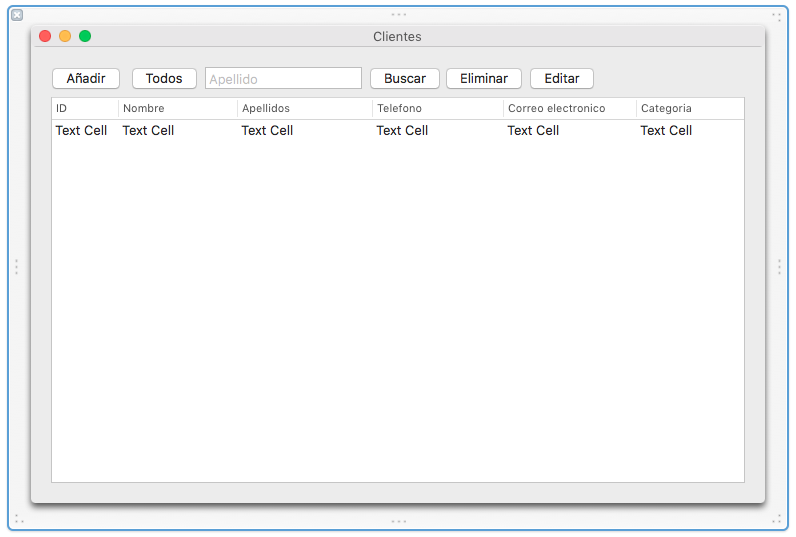 Clientes
Añadir Todos Apellido Buscar Eliminar Editar
ID Nombre Apellidos Telefono Correo electronico Categoria
Text Cell Text Cell Text Cell Text Cell Text Cell Text Cell